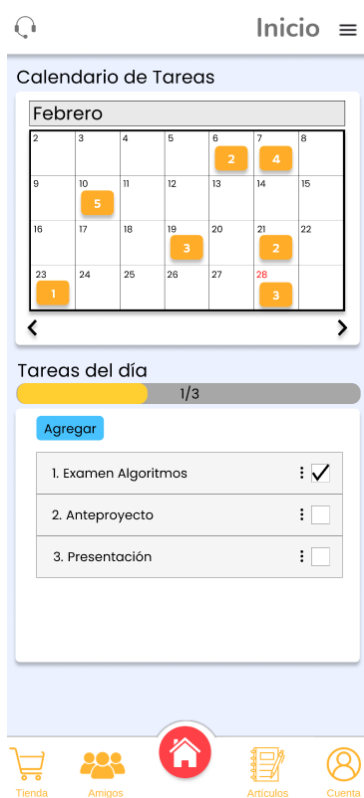 Inicio
Calendario de Tareas
Febrero
2 3 4 5 6 7 8
2 4
9 10 11 12 13 14 15
5
16 17 18 19 20 21 22
3 2
23 24 25 26 27 28
1 3
Tareas del día
1/3
Agregar
1. Examen Algoritmos
2. Anteproyecto
3. Presentación
Tienda Amigos Artículos Cuenta